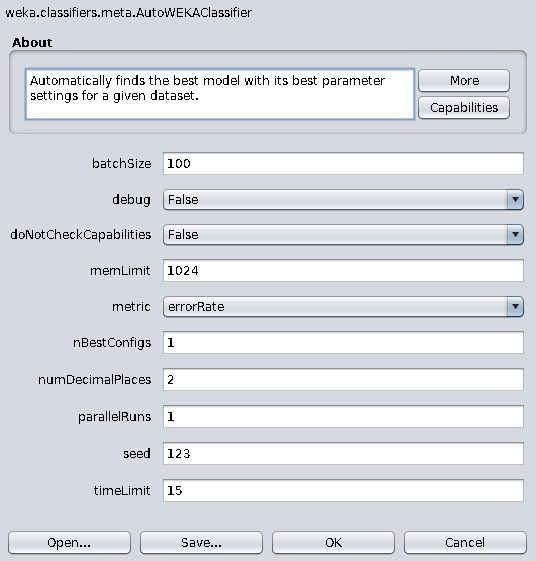 weka.classifiers.meta.AutoWEKAClassifier
About
Automatically finds the best model with its best parameter
settings for a given dataset.
More
Capabilities
batchSize 100
debug False
doNotCheckCapabilities False
memLimit 1024
metric errorRate
nBestConfigs 1
numDecimalPlaces 2
parallelRuns 1
seed 123
timeLimit 15
Open... Save... OK Cancel